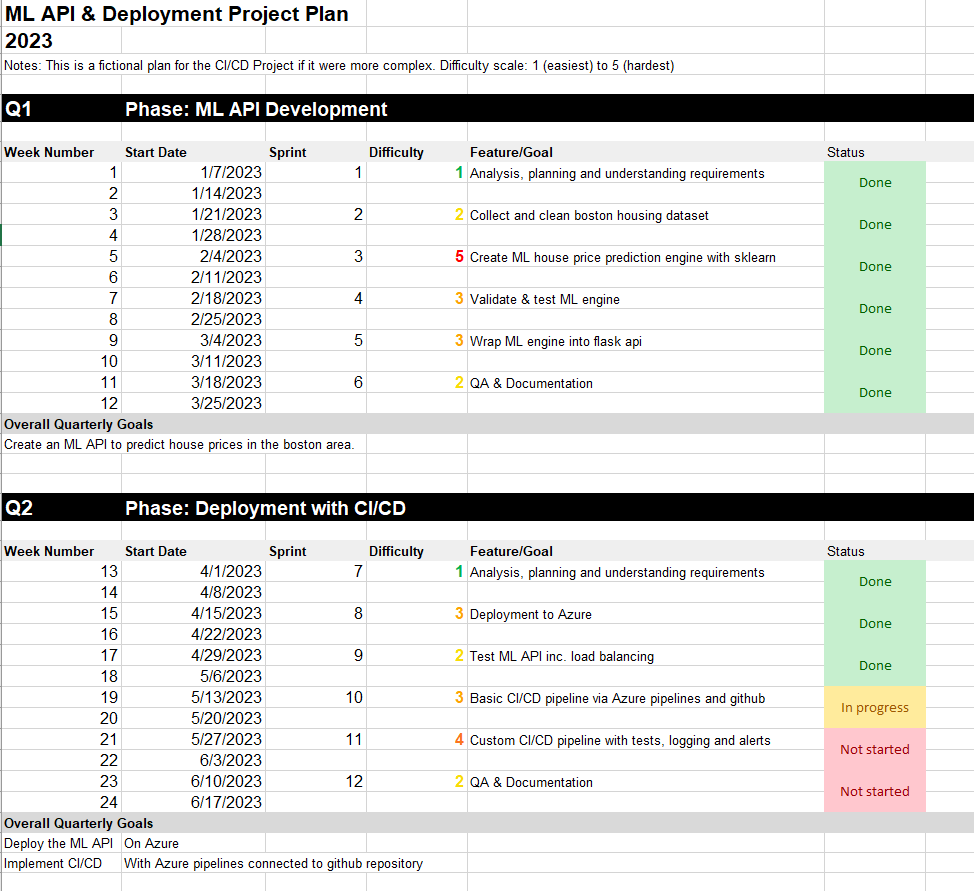 ML API & Deployment Project Plan
2023
Notes: This is a fictional plan for the CI/CD Project if it were more complex. Difficulty scale: 1 (easiest) to 5 (hardest)
Q1 Phase: ML API Development
Week Number Start Date Sprint Difficulty Feature/Goal Status
1 1/7/2023 1 1 Analysis, planning and understanding requirements Done
2 1/14/2023
3 1/21/2023 2 2 Collect and clean boston housing dataset Done
4 1/28/2023
5 2/4/2023 3 5 Create ML house price prediction engine with sklearn Done
6 2/11/2023
7 2/18/2023 4 3 Validate & test ML engine Done
8 2/25/2023
9 3/4/2023 5 3 Wrap ML engine into flask api Done
10 3/11/2023
11 3/18/2023 6 2 QA & Documentation Done
12 3/25/2023
Overall Quarterly Goals
Create an ML API to predict house prices in the boston area.
Q2 Phase: Deployment with CI/CD
Week Number Start Date Sprint Difficulty Feature/Goal Status
13 4/1/2023 7 1 Analysis, planning and understanding requirements Done
14 4/8/2023
15 4/15/2023 8 3 Deployment to Azure Done
16 4/22/2023
17 4/29/2023 9 2 Test ML API inc. load balancing Done
18 5/6/2023
19 5/13/2023 10 3 Basic CI/CD pipeline via Azure pipelines and github In progress
20 5/20/2023
21 5/27/2023 11 4 Custom CI/CD pipeline with tests, logging and alerts Not started
22 6/3/2023
23 6/10/2023 12 2 QA & Documentation Not started
24 6/17/2023
Overall Quarterly Goals
Deploy the ML API On Azure
Implement CI/CD With Azure pipelines connected to github repository